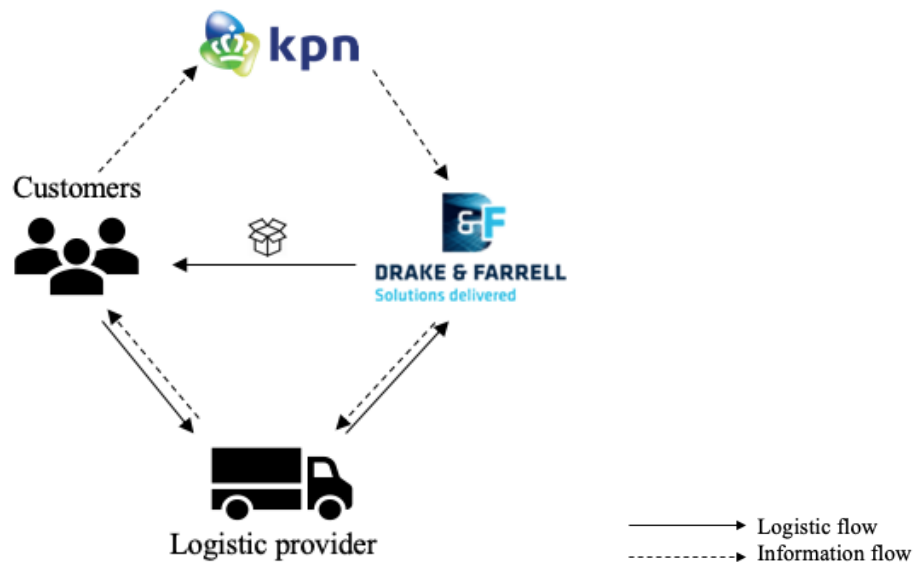 kpn
Customers
D&F
DRAKE & FARRELL
Solutions delivered
Logistic provider
Logistic flow
Information flow